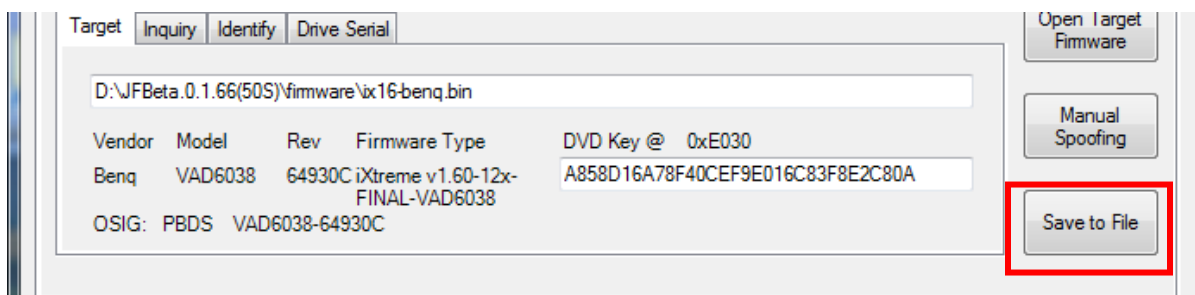 Target Inquiry Identify Drive Serial
Open Target
Firmware
D:\JFBeta.0.1.66(50S)\firmware\ix16-benq.bin
Manual
Spoofing
Vendor Model Rev Firmware Type DVD Key @ 0xE030
Benq VAD6038 64930C iXtreme v1.60-12x- A858D16A78F40CEF9E016C83F8E2C80A
FINAL-VAD6038
OSIG: PBDS VAD6038-64930C
Save to File